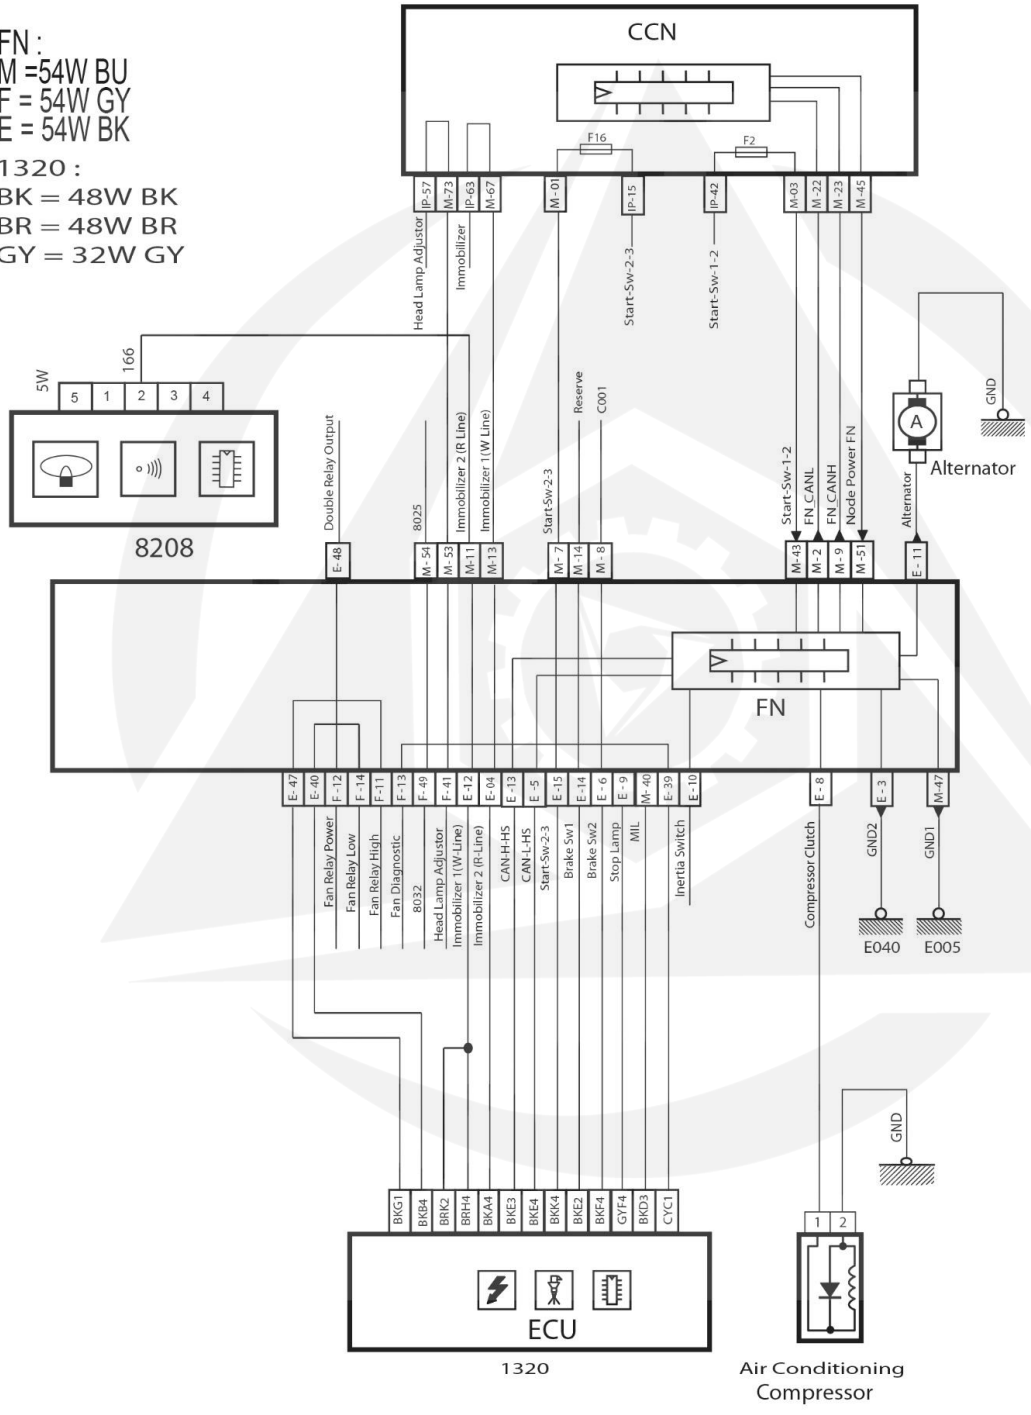 FN :
M =54W BU
F = 54W GY
E = 54W BK
1320 :
BK = 48W BK
BR = 48W BR
GY = 32W GY
CCN
F16
F2
IP-57
M-73
IP-63
M-67
M-01
IP-15
IP-42
M-03
M-22
M-23
M-45
Head Lamp Adjustor
Immobilizer
Start-Sw-2-3
Start-Sw-1-2
GND
5W
166
5
1
2
3
4
8208
A
Alternator
Double Relay Output
8025
Immobilizer 2 (R Line)
Immobilizer 1(W Line)
Start-Sw-2-3
Reserve
C001
Start-Sw-1-2
FN_CANL
FN_CANH
Node Power FN
Alternator
E-48
M-54
M-53
M-11
M-13
M-7
M-14
M-8
M-43
M-2
M-9
M-51
E-11
FN
E-47
E-40
F-12
F-14
F-11
F-13
F-49
F-41
E-12
E-04
E-13
E-5
E-15
E-14
E-6
E-9
M-40
E-39
E-10
E-8
E-3
M-47
Fan Relay Power
Fan Relay Low
Fan Relay High
Fan Diagnostic
8032
Head Lamp Adjustor
Immobilizer 1(W-Line)
Immobilizer 2 (R-Line)
CAN-H-HS
CAN-L-HS
Start-Sw-2-3
Brake Sw1
Brake Sw2
Stop Lamp
MIL
Inertia Switch
Compressor Clutch
GND2
GND1
E040
E005
GND
BKG1
BKB4
BRK2
BRH4
BKA4
BKE3
BKE4
BKK4
BKE2
BKF4
GYF4
BKD3
CYC1
1
2
ECU
1320
Air Conditioning
Compressor